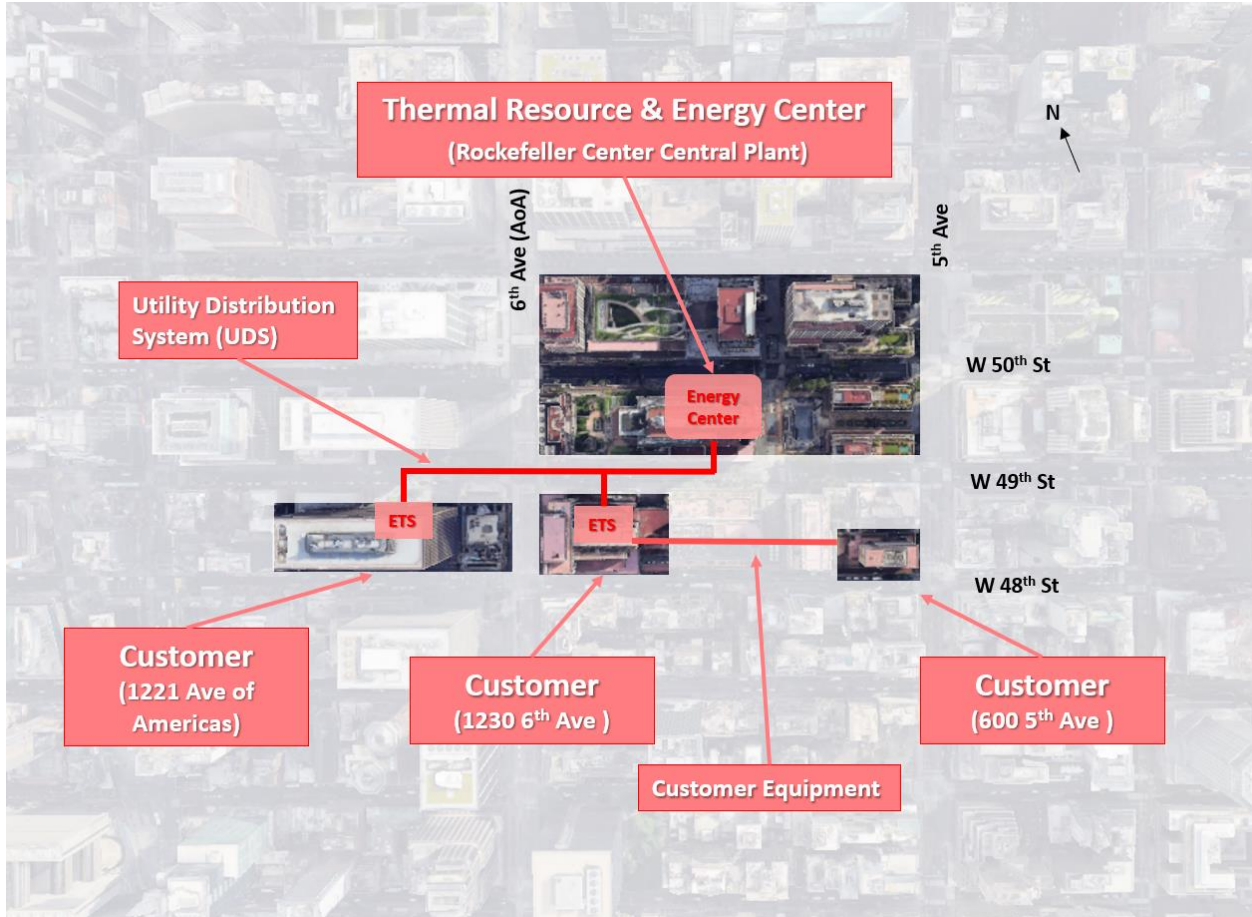 Thermal Resource & Energy Center
(Rockefeller Center Central Plant)
N
6th Ave (AoA)
5th Ave
Utility Distribution
System (UDS)
W 50th St
Energy
Center
W 49th St
ETS
ETS
W 48th St
Customer
(1221 Ave of
Americas)
Customer
(1230 6th Ave )
Customer
(600 5th Ave )
Customer Equipment